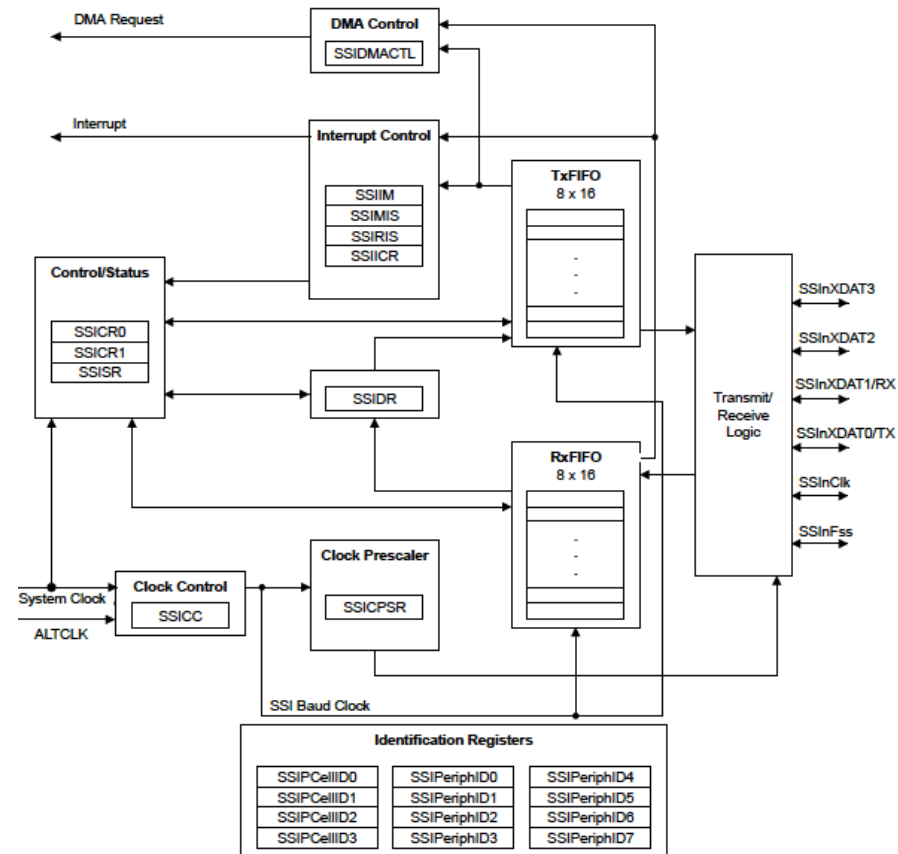 DMA Request
DMA Control
SSIDMACTL
Interrupt
Interrupt Control
SSIIM
SSIMIS
SSIRIS
SSIICR
TxFIFO
8 x 16
-
-
-
Control/Status
SSICR0
SSICR1
SSISR
SSIDR
Transmit/
Receive
Logic
SSInXDAT3
SSInXDAT2
SSInXDAT1/RX
SSInXDAT0/TX
SSInClk
SSInFss
RxFIFO
8 x 16
-
-
-
Clock Prescaler
SSICPSR
Clock Control
SSICC
System Clock
ALTCLK
SSI Baud Clock
Identification Registers
SSIPCellID0 SSIPeriphID0 SSIPeriphID4
SSIPCellID1 SSIPeriphID1 SSIPeriphID5
SSIPCellID2 SSIPeriphID2 SSIPeriphID6
SSIPCellID3 SSIPeriphID3 SSIPeriphID7